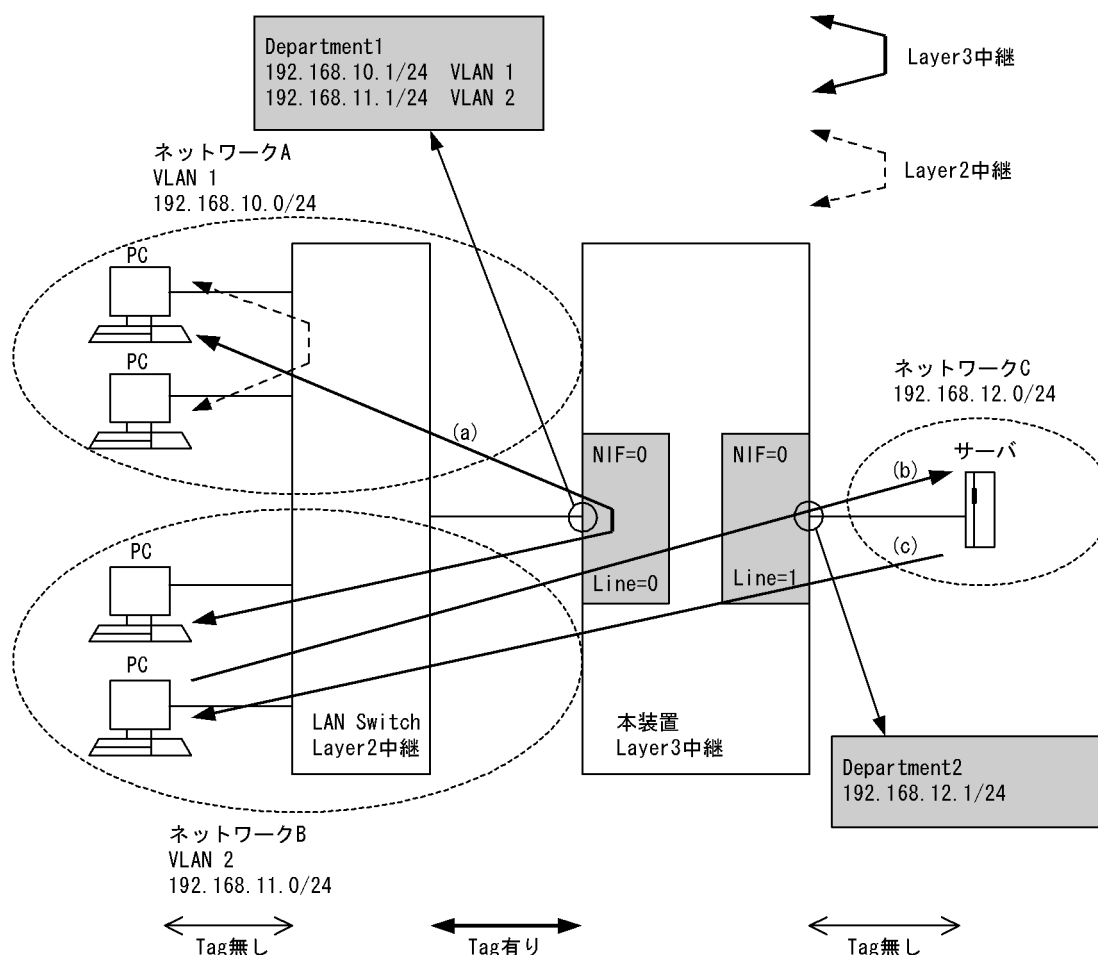 Department1
192.168.10.1/24 VLAN 1
192.168.11.1/24 VLAN 2
Layer3中継
Layer2中継
ネットワークA
VLAN 1
192.168.10.0/24
PC
PC
(a)
NIF=0
Line=0
NIF=0
Line=1
ネットワークC
192.168.12.0/24
サーバ
(b)
(c)
PC
PC
LAN Switch
Layer2中継
本装置
Layer3中継
Department2
192.168.12.1/24
ネットワークB
VLAN 2
192.168.11.0/24
Tag無し
Tag有り
Tag無し